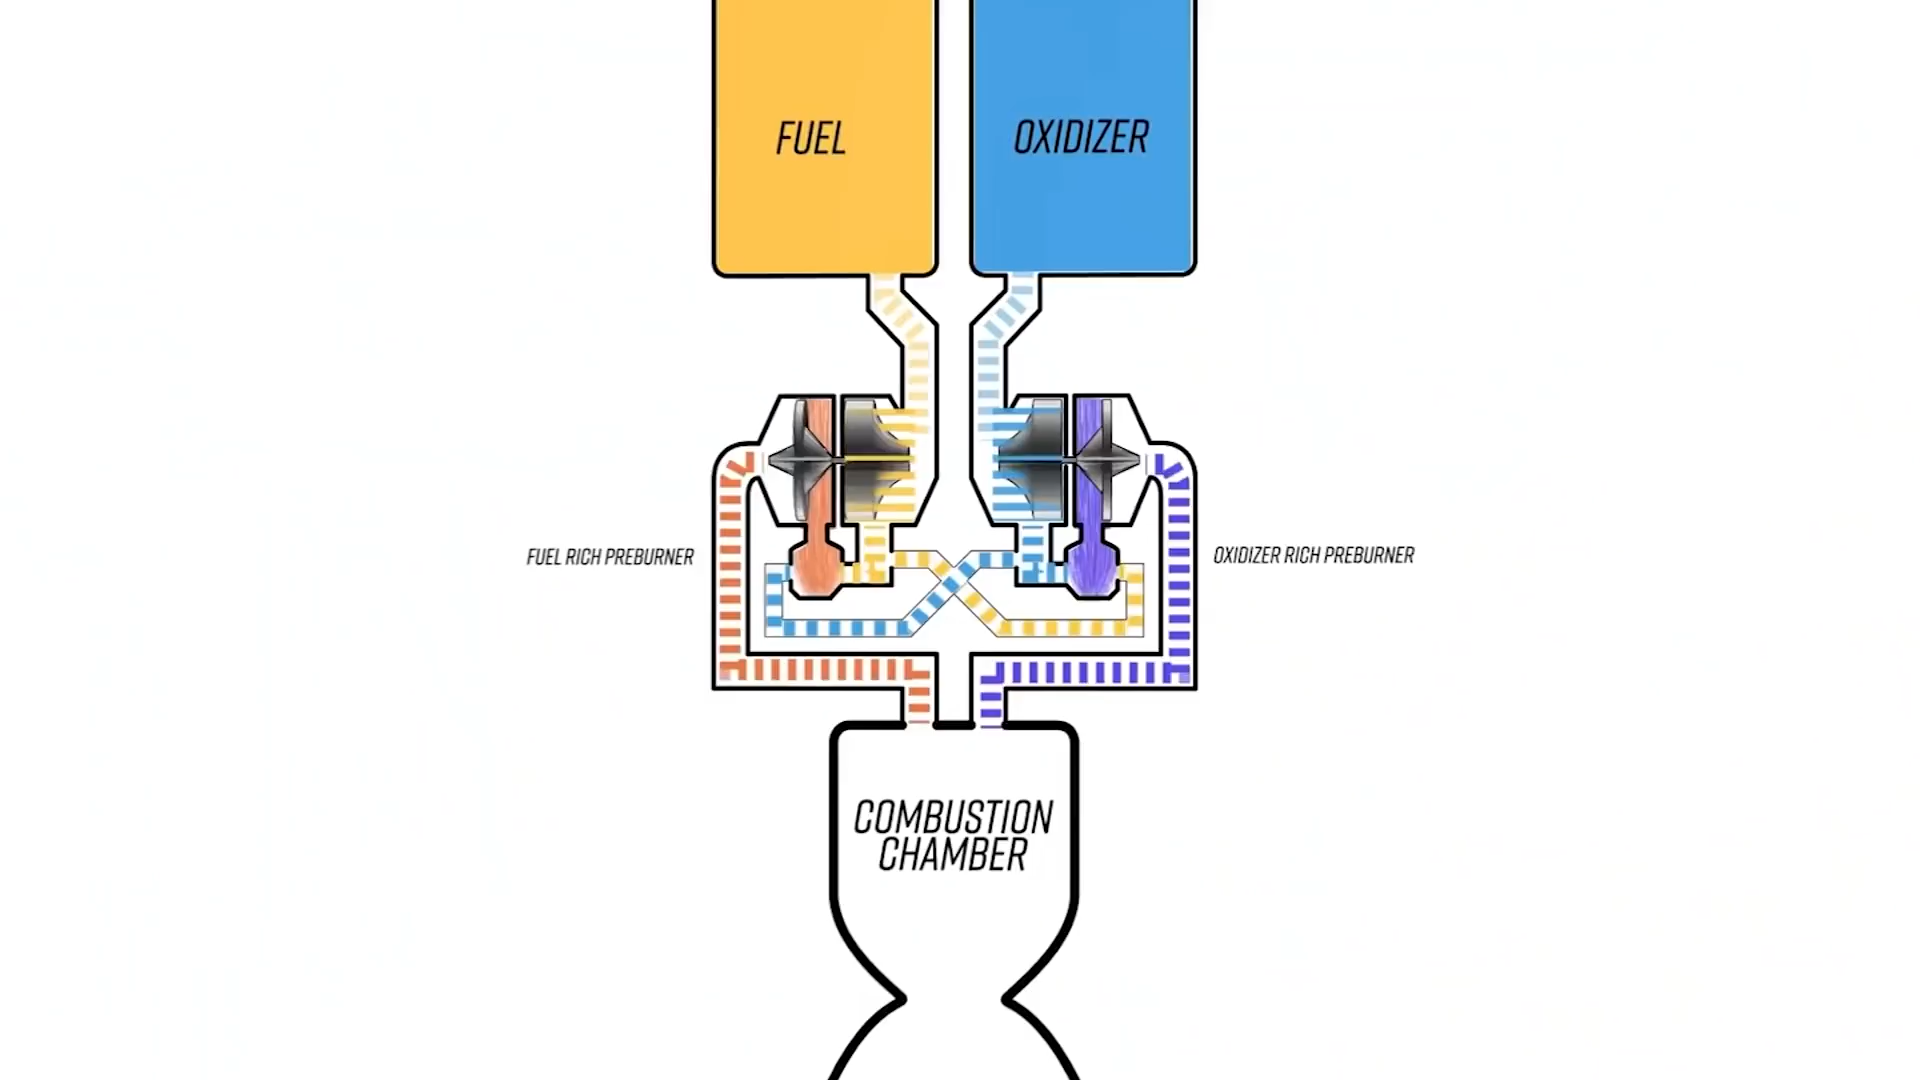 FUEL
OXIDIZER
FUEL RICH PREBURNER
OXIDIZER RICH PREBURNER
COMBUSTION
CHAMBER